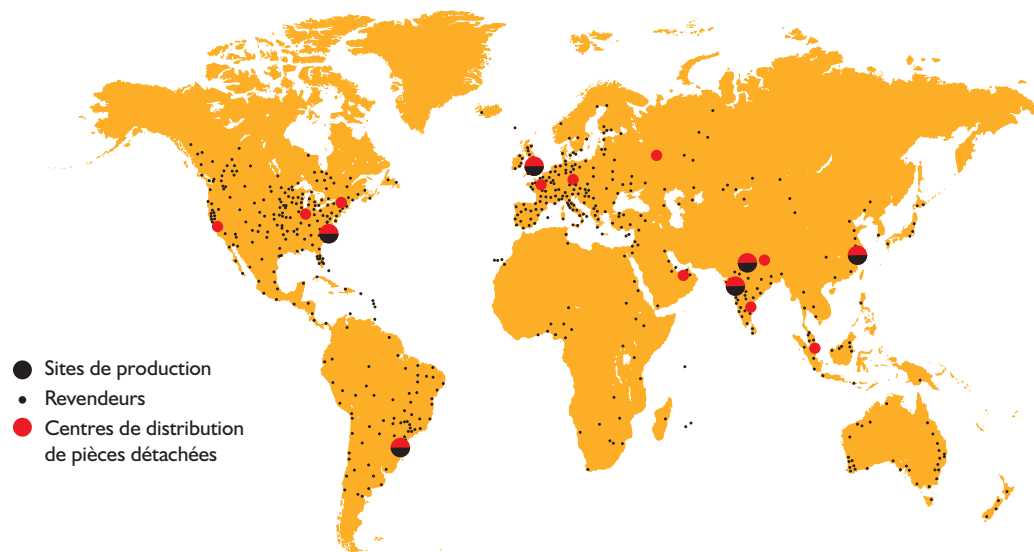 Sites de production
Revendeurs
Centres de distribution
de pièces détachées